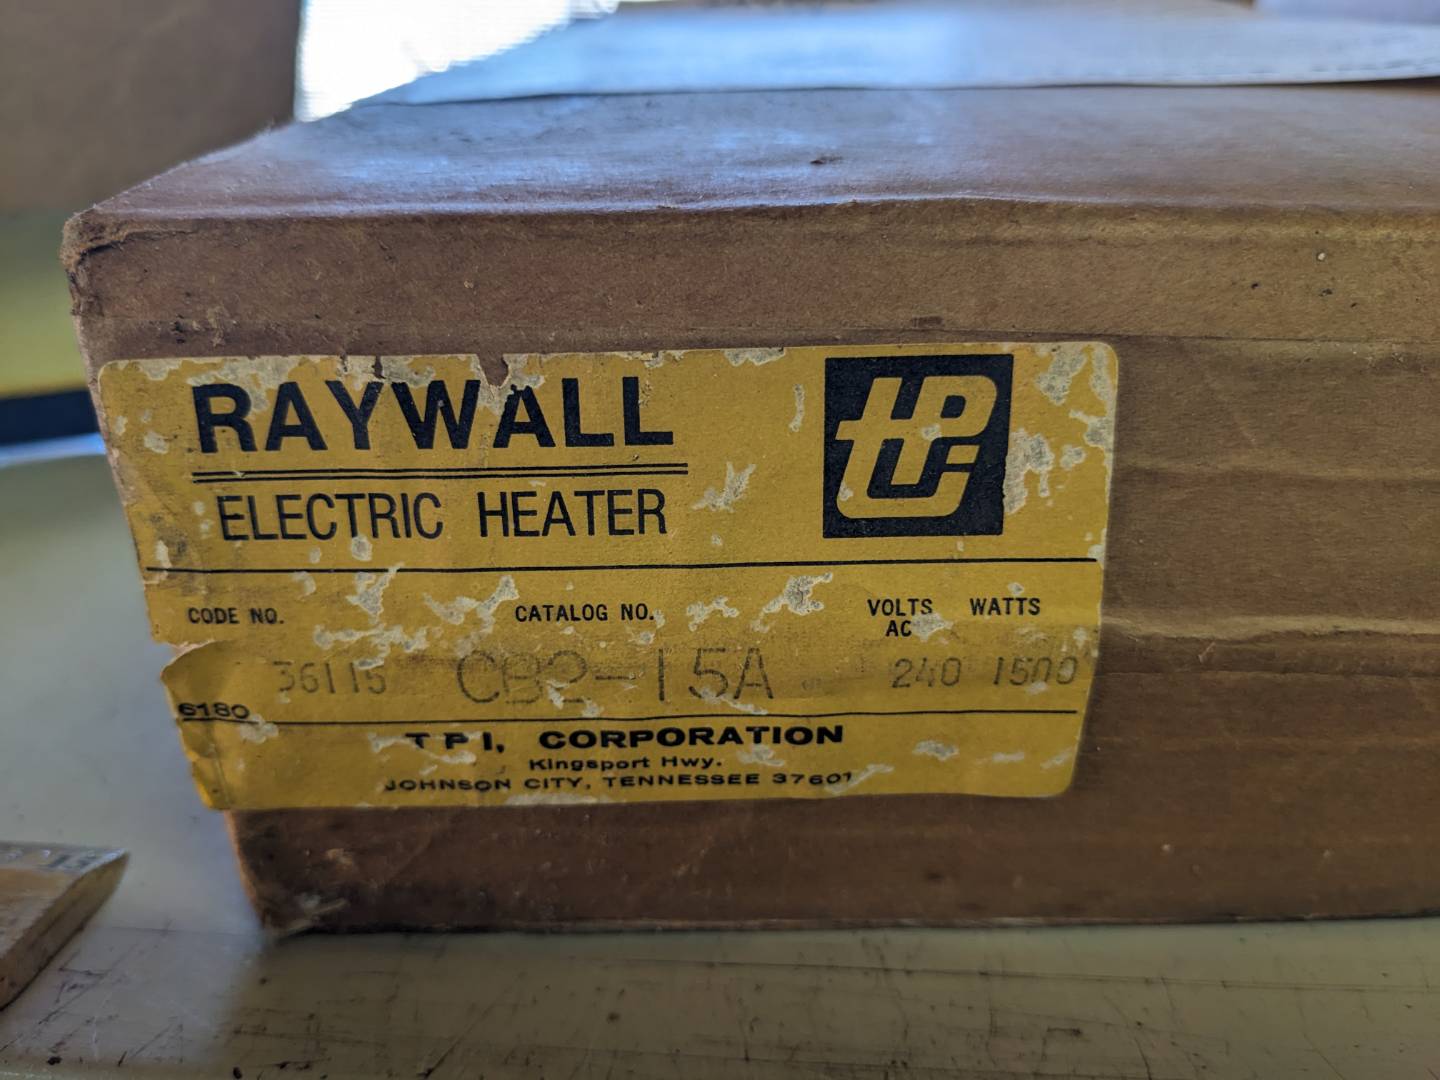 RAYWALL
ELECTRIC HEATER
tpi
CODE NO. CATALOG NO. VOLTS AC WATTS
36115 CB2-15A 240 1500
6180
TPI, CORPORATION
Kingsport Hwy.
JOHNSON CITY, TENNESSEE 37601